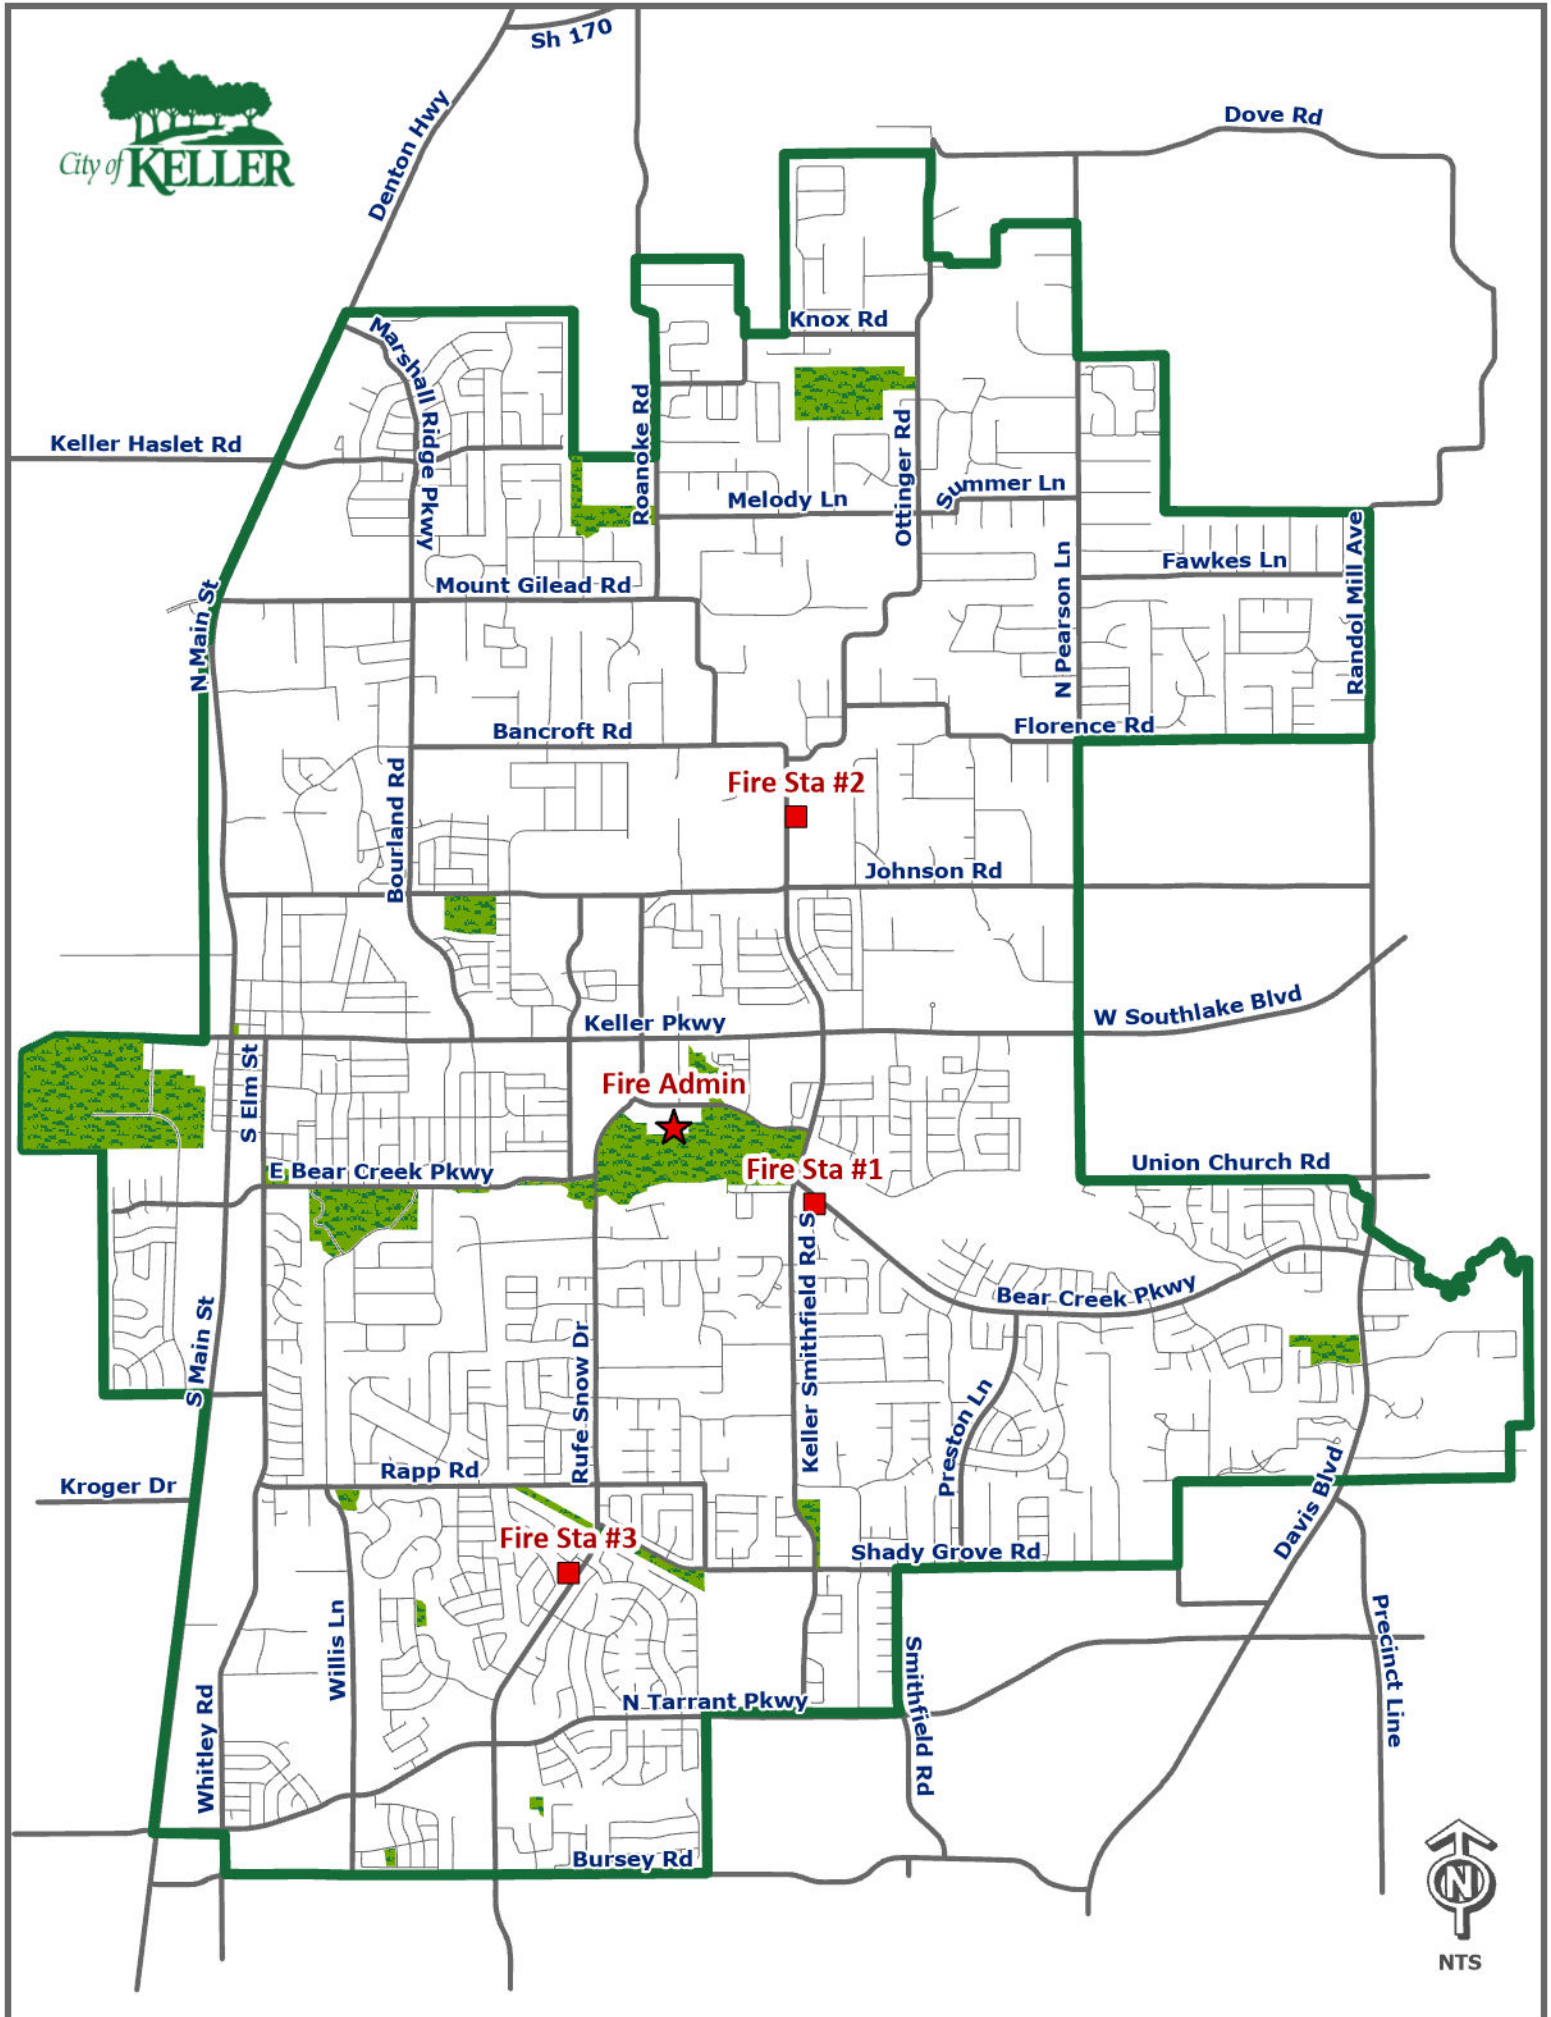 Sh 170
City of KELLER
Denton Hwy
Dove Rd
Knox Rd
Marshall Ridge Pkwy
Keller Haslet Rd
Roanoke Rd
Ottinger Rd
Melody Ln
Summer Ln
N Pearson Ln
Fawkes Ln
Randol Mill Ave
Mount Gilead Rd
N Main St
Bancroft Rd
Florence Rd
Bourland Rd
Fire Sta #2
Johnson Rd
W Southlake Blvd
Keller Pkwy
S Elm St
Fire Admin
E Bear Creek Pkwy
Fire Sta #1
Union Church Rd
Keller Smithfield Rd S
Bear Creek Pkwy
S Main St
Rufe Snow Dr
Preston Ln
Rapp Rd
Kroger Dr
Davis Blvd
Fire Sta #3
Shady Grove Rd
Willis Ln
Precinct Line
Smithfield Rd
N Tarrant Pkwy
Whitley Rd
Bursey Rd
N
NTS